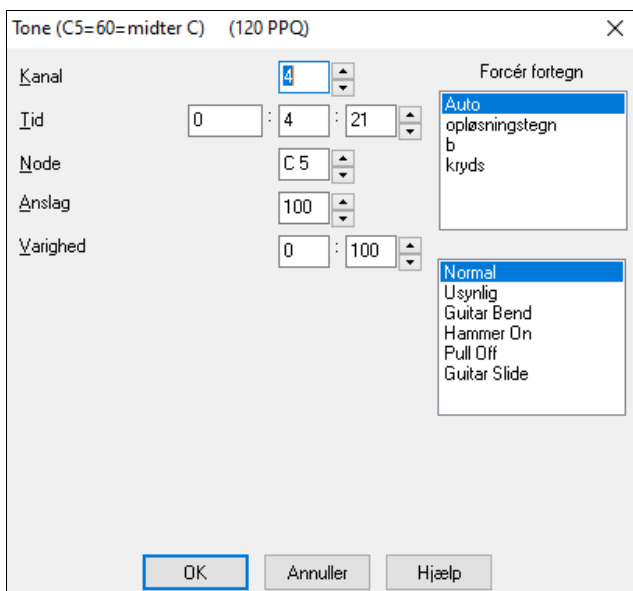 Tone (C5=60=midter C) (120 PPQ)
Kanal 4
Tid 0 : 4 : 21
Node C 5
Anslag 100
Varighed 0 : 100
Forcér fortegn
Auto
opløsningstegn
b
kryds
Normal
Usynlig
Guitar Bend
Hammer On
Pull Off
Guitar Slide
OK Annuller Hjælp